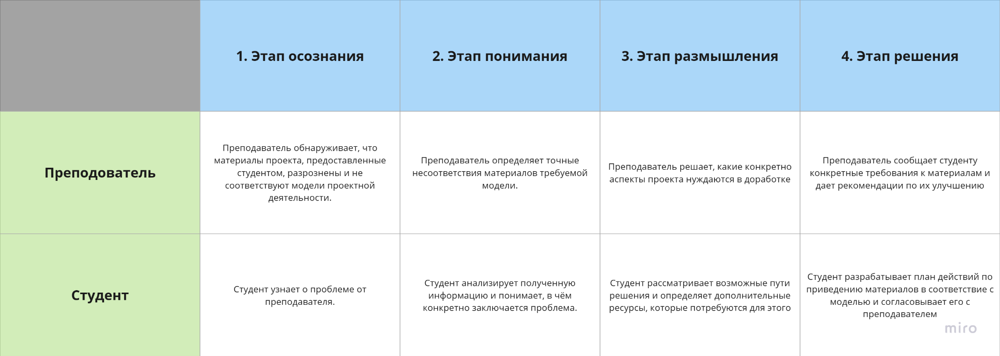 1. Этап осознания
2. Этап понимания
3. Этап размышления
4. Этап решения
Преподователь
Преподаватель обнаруживает, что
материалы проекта, предоставленные
студентом, разрознены и не
соответствуют модели проектной
деятельности.
Преподаватель определяет точные
несоответствия материалов требуемой
модели.
Преподаватель решает, какие конкретно
аспекты проекта нуждаются в доработке
Преподаватель сообщает студенту
конкретные требования к материалам и
дает рекомендации по их улучшению
Студент
Студент узнает о проблеме от
преподавателя.
Студент анализирует полученную
информацию и понимает, в чём
конкретно заключается проблема.
Студент рассматривает возможные пути
решения и определяет дополнительные
ресурсы, которые потребуются для этого
Студент разрабатывает план действий по
приведению материалов в соответствие с
моделью и согласовывает его с
преподавателем
miro